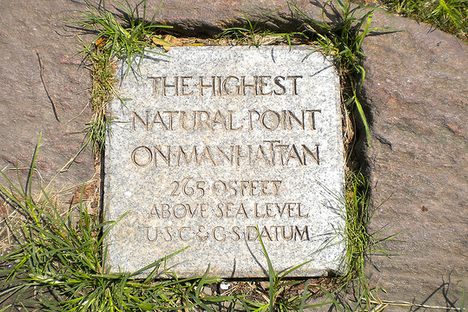 THE·HIGHEST
NATURAL·POINT
ON·MANHATTAN
265·05 FEET
ABOVE·SEA·LEVEL
U·S·C·&·G·S·DATUM